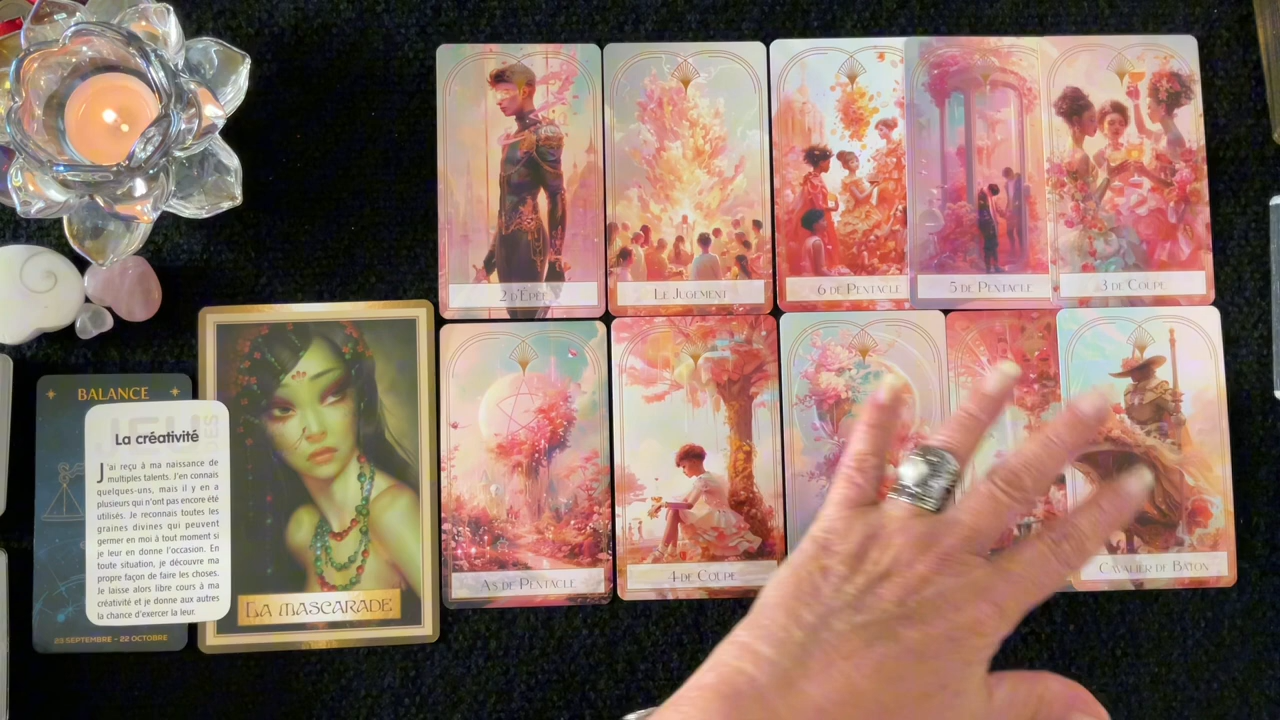 2 D'ÉPÉE
LE JUGEMENT
6 DE PENTACLE
5 DE PENTACLE
3 DE COUPE
AS DE PENTACLE
4 DE COUPE
CAVALIER DE BATON
BALANCE
La créativité
J'ai reçu à ma naissance de
multiples talents. J'en connais
quelques-uns, mais il y en a
plusieurs qui n'ont pas encore été
utilisés. Je reconnais toutes les
graines divines qui peuvent
germer en moi à tout moment si
je leur en donne l'occasion. En
toute situation, je découvre ma
propre façon de faire les choses.
Je laisse alors libre cours à ma
créativité et je donne aux autres
la chance d'exercer la leur.
23 SEPTEMBRE - 22 OCTOBRE
LA MASCARADE